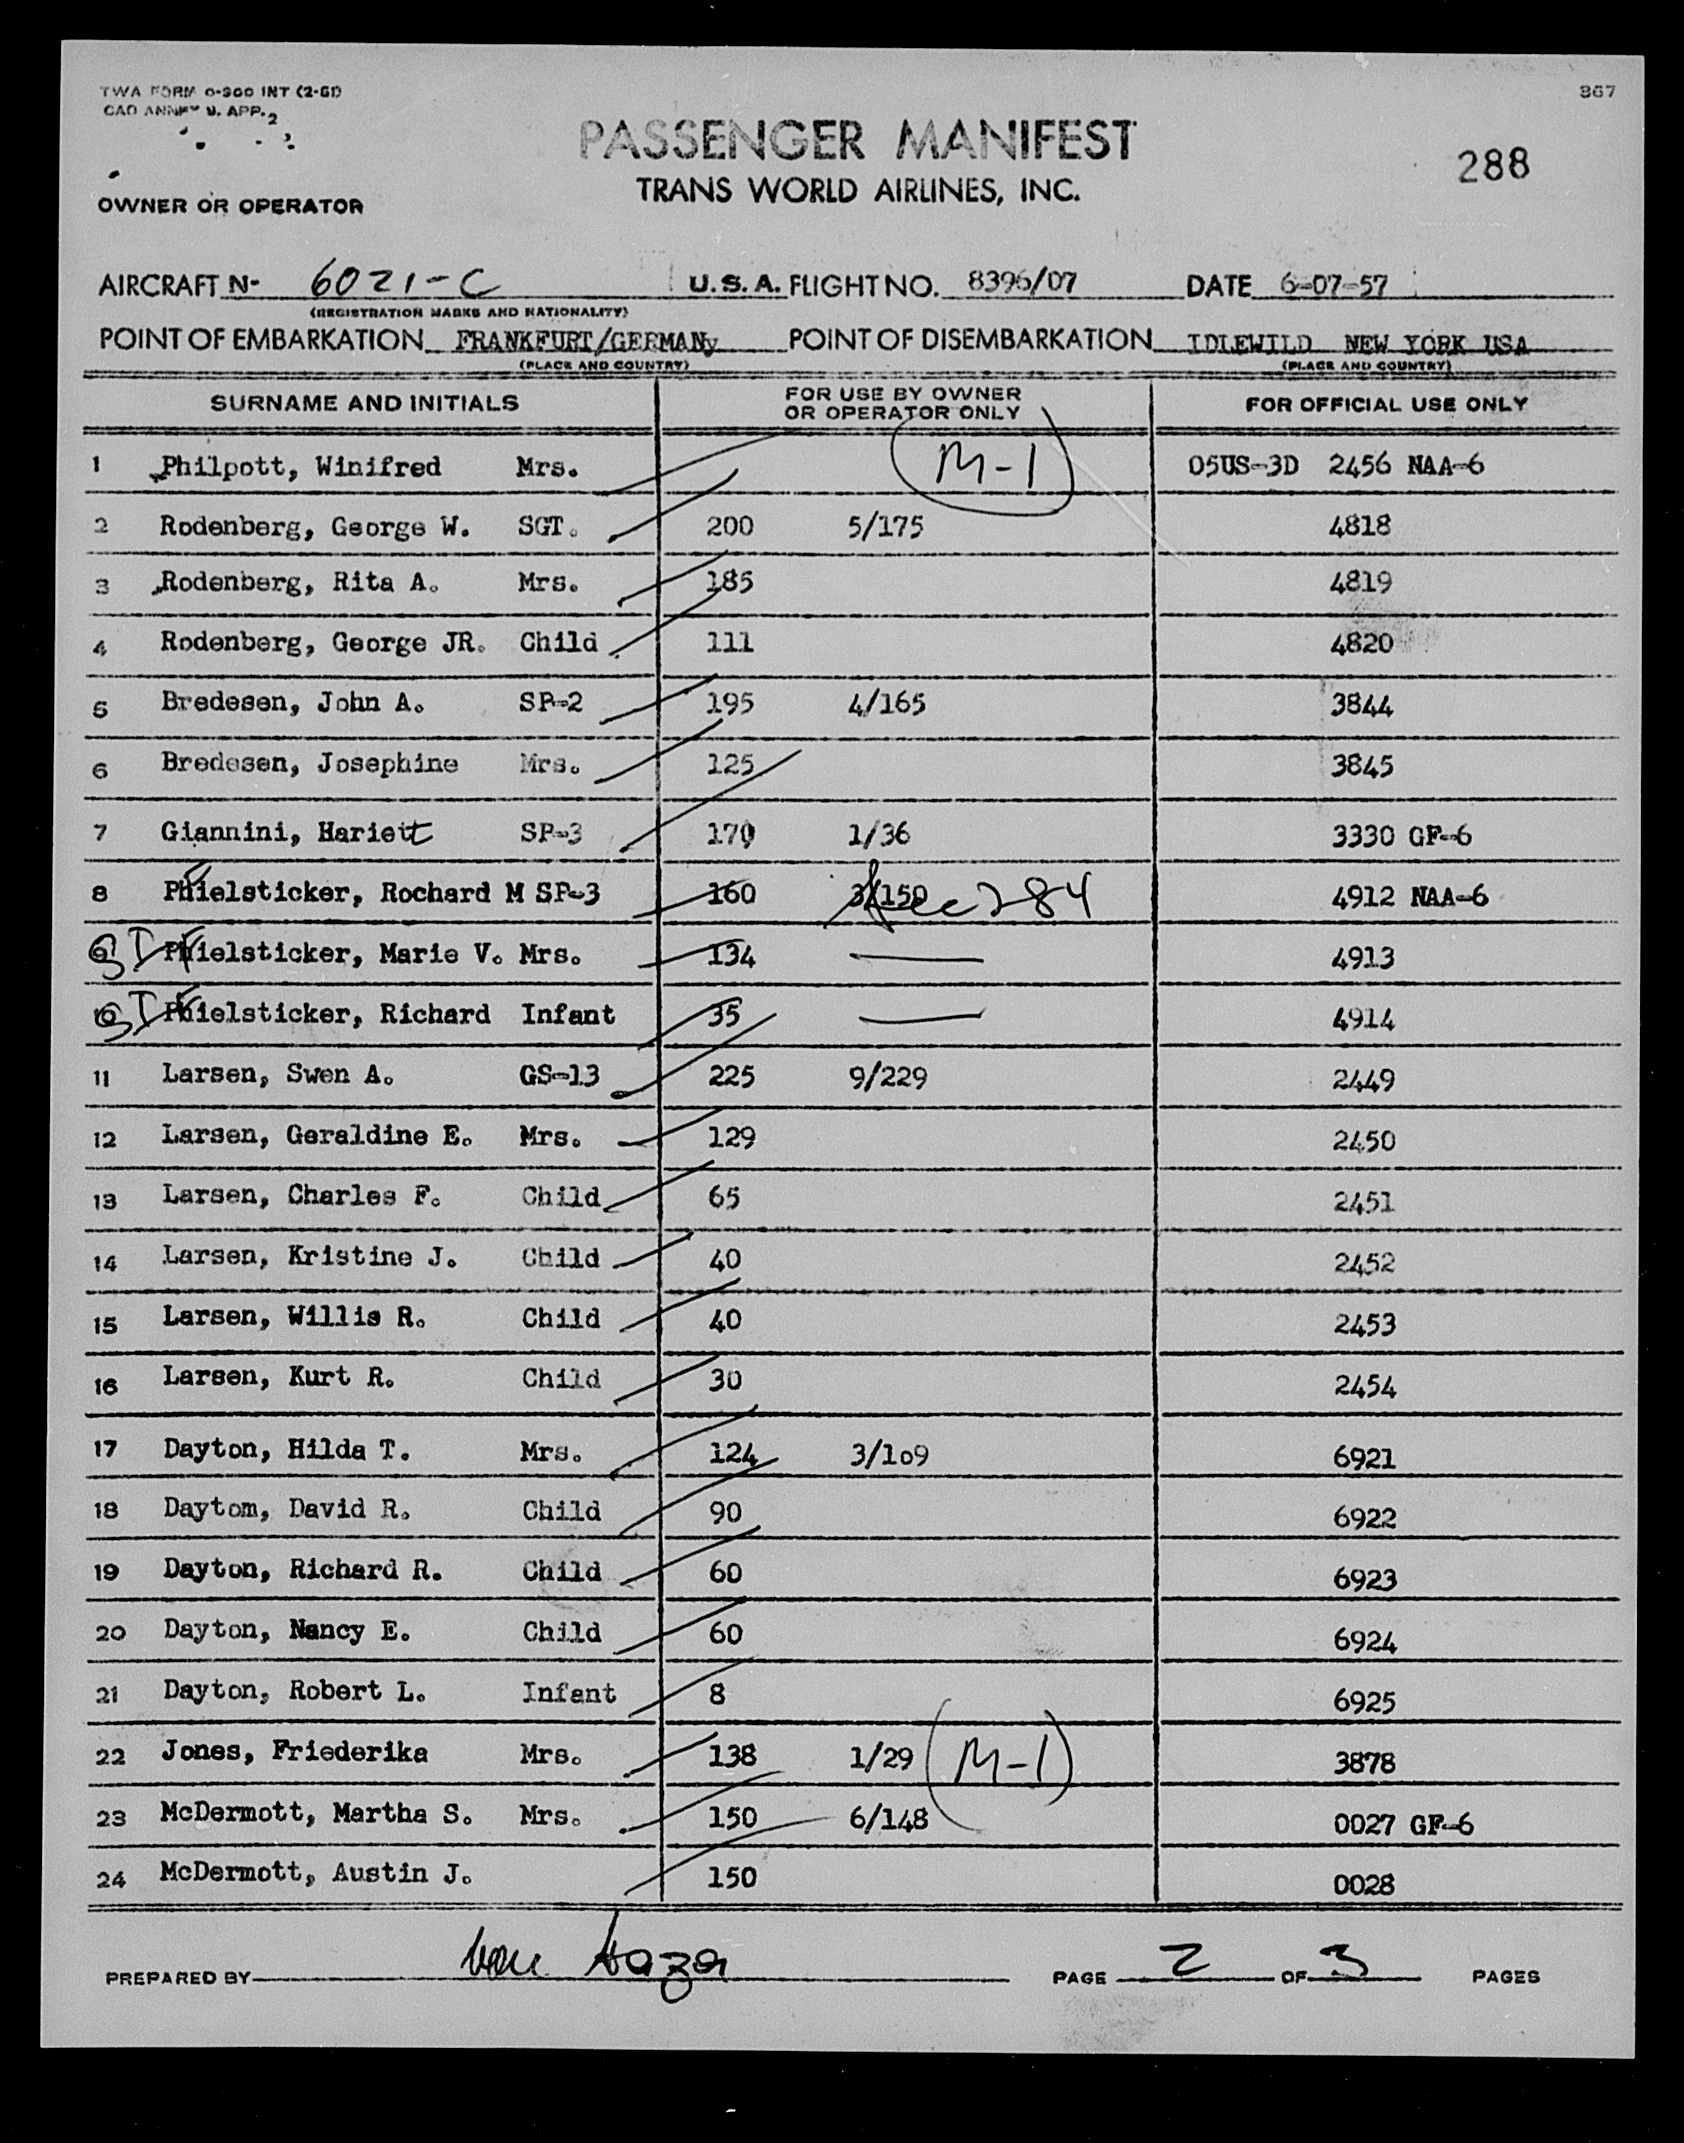 TWA FORM O-300 INT
367
PASSENGER MANIFEST
288
TRANS WORLD AIRLINES, INC.
OWNER OR OPERATOR
AIRCRAFT N- 6021-C U.S.A. FLIGHT NO. 8396/07 DATE 6-07-57
(REGISTRATION MARKS AND NATIONALITY)
POINT OF EMBARKATION FRANKFURT/GERMANy POINT OF DISEMBARKATION IDLEWILD NEW YORK USA
(PLACE AND COUNTRY) (PLACE AND COUNTRY)
SURNAME AND INITIALS FOR USE BY OWNER OR OPERATOR ONLY FOR OFFICIAL USE ONLY
1 Philpott, Winifred Mrs. M-1 05US-3D 2456 NAA-6
2 Rodenberg, George W. SGT. 200 5/175 4818
3 Rodenberg, Rita A. Mrs. 185 4819
4 Rodenberg, George JR. Child 111 4820
5 Bredesen, John A. SP-2 195 4/165 3844
6 Bredesen, Josephine Mrs. 125 3845
7 Giannini, Hariett SP-3 170 1/36 3330 GF-6
8 Phielsticker, Rochard M SP-3 160 3/150 284 4912 NAA-6
9 Phielsticker, Marie V. Mrs. 134 4913
10 Phielsticker, Richard Infant 35 4914
11 Larsen, Swen A. GS-13 225 9/229 2449
12 Larsen, Geraldine E. Mrs. 129 2450
13 Larsen, Charles F. Child 65 2451
14 Larsen, Kristine J. Child 40 2452
15 Larsen, Willis R. Child 40 2453
16 Larsen, Kurt R. Child 30 2454
17 Dayton, Hilda T. Mrs. 124 3/1o9 6921
18 Daytom, David R. Child 90 6922
19 Dayton, Richard R. Child 60 6923
20 Dayton, Nancy E. Child 60 6924
21 Dayton, Robert L. Infant 8 6925
22 Jones, Friederika Mrs. 138 1/29 M-1 3878
23 McDermott, Martha S. Mrs. 150 6/148 0027 GF-6
24 McDermott, Austin J. 150 0028
PREPARED BY PAGE 2 OF 3 PAGES